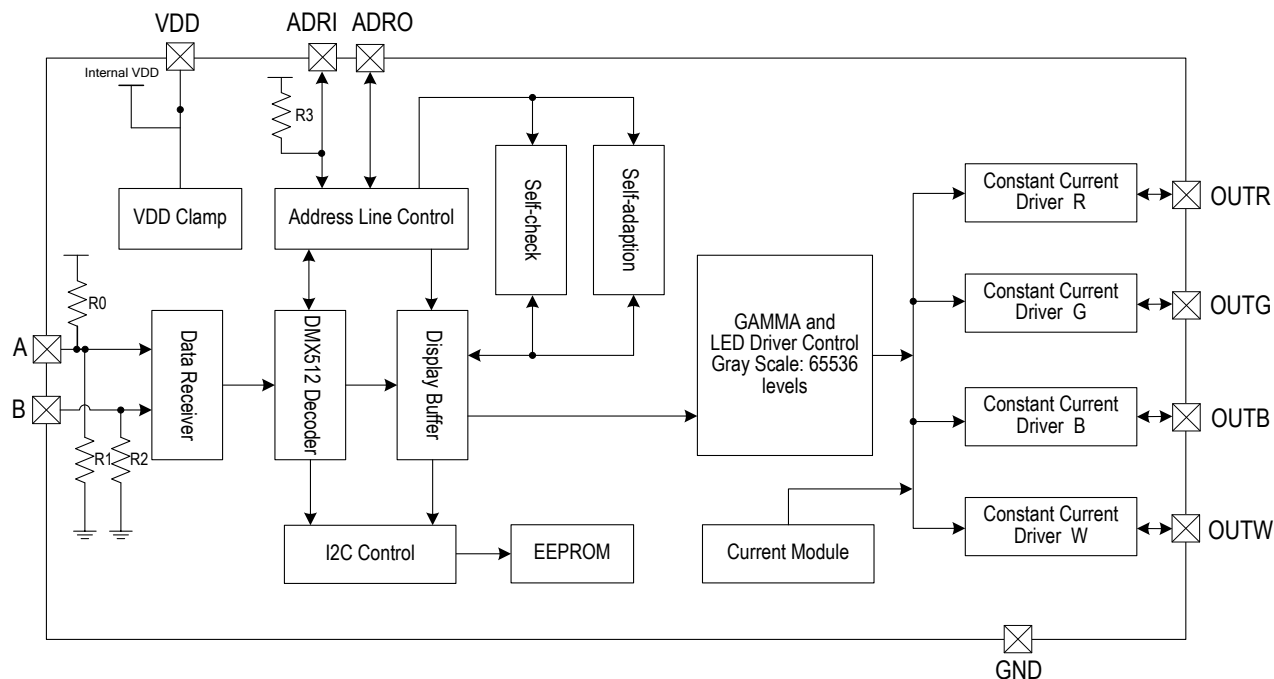 VDD
ADRI
ADRO
Internal VDD
R3
VDD Clamp
Address Line Control
Self-check
Self-adaption
R0
A
B
R1
R2
Data Receiver
DMX512 Decoder
Display Buffer
GAMMA and
LED Driver Control
Gray Scale: 65536
levels
Constant Current
Driver R
OUTR
Constant Current
Driver G
OUTG
Constant Current
Driver B
OUTB
Constant Current
Driver W
OUTW
I2C Control
EEPROM
Current Module
GND